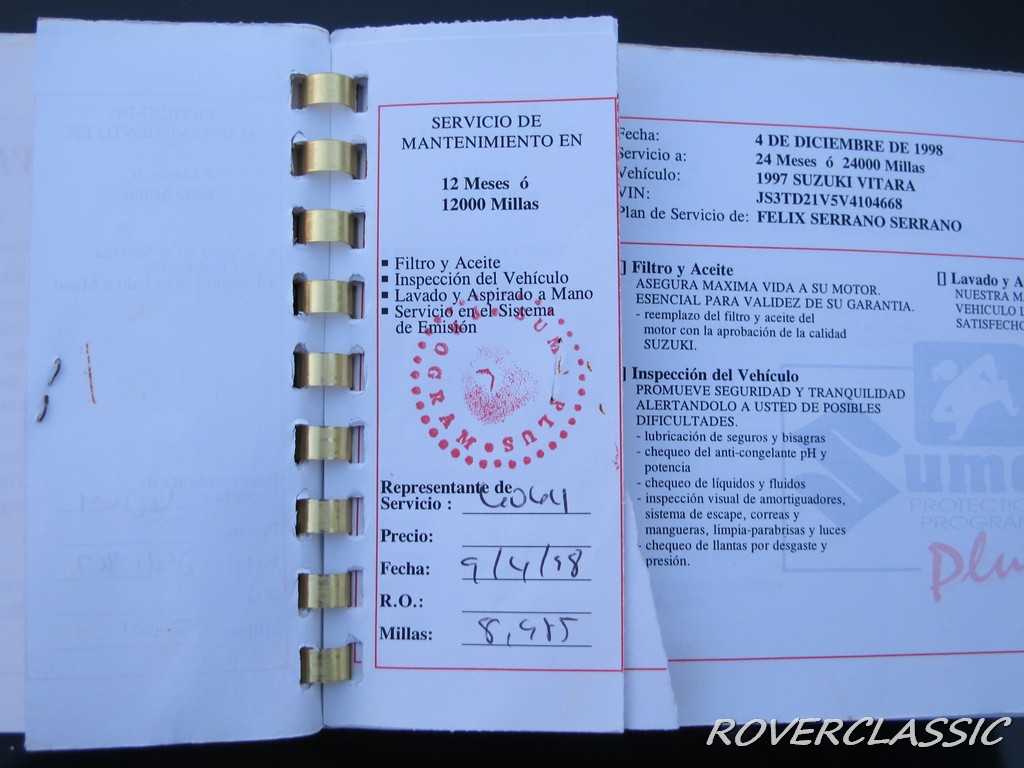 SERVICIO DE
MANTENIMIENTO EN
12 Meses ó
12000 Millas
▪ Filtro y Aceite
▪ Inspección del Vehículo
▪ Lavado y Aspirado a Mano
▪ Servicio en el Sistema
de Emisión
SUM PLUS PROGRAM
Representante de
Servicio :
Precio:
Fecha: 9/4/98
R.O.:
Millas:
Fecha: 4 DE DICIEMBRE DE 1998
Servicio a: 24 Meses ó 24000 Millas
Vehículo: 1997 SUZUKI VITARA
VIN: JS3TD21V5V4104668
Plan de Servicio de: FELIX SERRANO SERRANO
] Filtro y Aceite
ASEGURA MAXIMA VIDA A SU MOTOR.
ESENCIAL PARA VALIDEZ DE SU GARANTIA.
- reemplazo del filtro y aceite del
motor con la aprobación de la calidad
SUZUKI.
] Inspección del Vehículo
PROMUEVE SEGURIDAD Y TRANQUILIDAD
ALERTANDOLO A USTED DE POSIBLES
DIFICULTADES.
- lubricación de seguros y bisagras
- chequeo del anti-congelante pH y
potencia
- chequeo de líquidos y fluidos
- inspección visual de amortiguadores,
sistema de escape, correas y
mangueras, limpia-parabrisas y luces
- chequeo de llantas por desgaste y
presión.
[] Lavado y A
NUESTRA M
VEHICULO L
SATISFECHO
PROTECTION
PROGRAM
Plu
ROVERCLASSIC